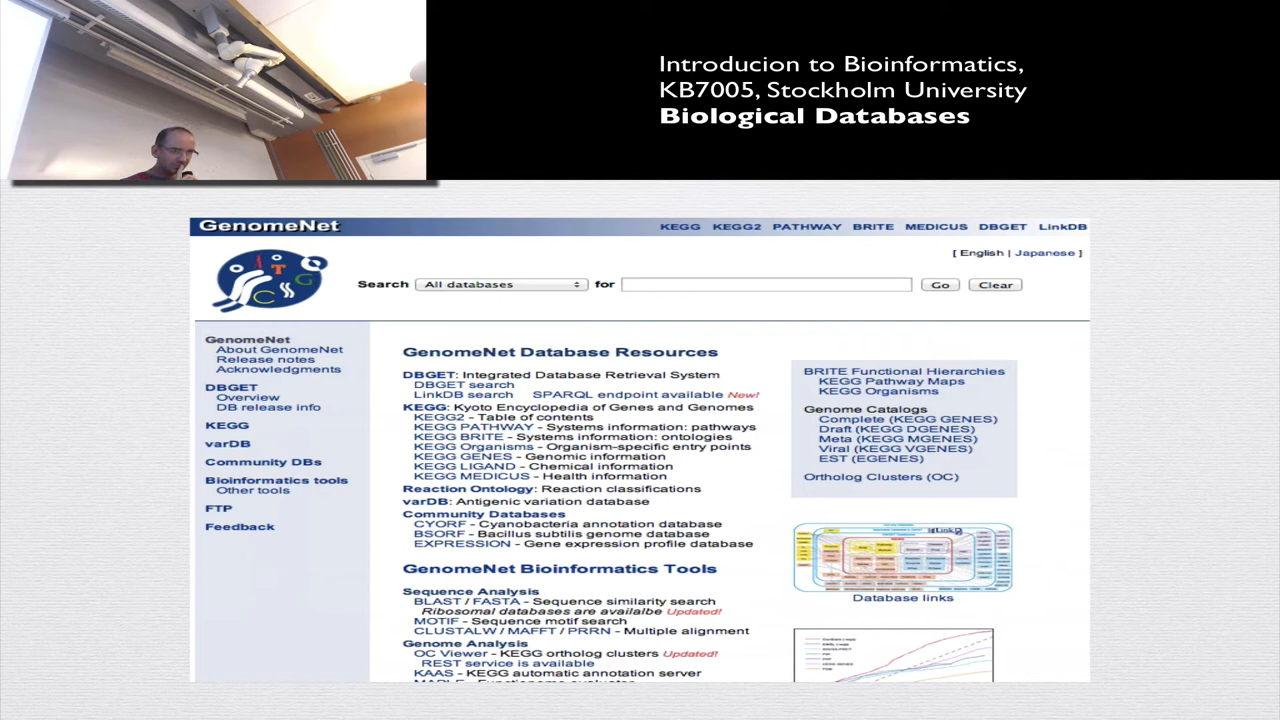 Introducion to Bioinformatics,
KB7005, Stockholm University
Biological Databases
GenomeNet
KEGG KEGG2 PATHWAY BRITE MEDICUS DBGET LinkDB
[ English | Japanese ]
A T G C
Search All databases for Go Clear
GenomeNet
About GenomeNet
Release notes
Acknowledgments
DBGET
Overview
DB release info
KEGG
varDB
Community DBs
Bioinformatics tools
Other tools
FTP
Feedback
GenomeNet Database Resources
DBGET: Integrated Database Retrieval System
DBGET search
LinkDB search SPARQL endpoint available New!
KEGG: Kyoto Encyclopedia of Genes and Genomes
KEGG2 - Table of contents
KEGG PATHWAY - Systems information: pathways
KEGG BRITE - Systems information: ontologies
KEGG Organisms - Organism-specific entry points
KEGG GENES - Genomic information
KEGG LIGAND - Chemical information
KEGG MEDICUS - Health information
Reaction Ontology: Reaction classifications
varDB: Antigenic variation database
Community Databases
CYORF - Cyanobacteria annotation database
BSORF - Bacillus subtilis genome database
EXPRESSION - Gene expression profile database
GenomeNet Bioinformatics Tools
Sequence Analysis
BLAST / FASTA - Sequence similarity search
Ribosomal databases are availalbe Updated!
MOTIF - Sequence motif search
CLUSTALW / MAFFT / PRRN - Multiple alignment
Genome Analysis
OC Viewer - KEGG ortholog clusters Updated!
REST service is available
KAAS - KEGG automatic annotation server
BRITE Functional Hierarchies
KEGG Pathway Maps
KEGG Organisms
Genome Catalogs
Complete (KEGG GENES)
Draft (KEGG DGENES)
Meta (KEGG MGENES)
Viral (KEGG VGENES)
EST (EGENES)
Ortholog Clusters (OC)
Database links